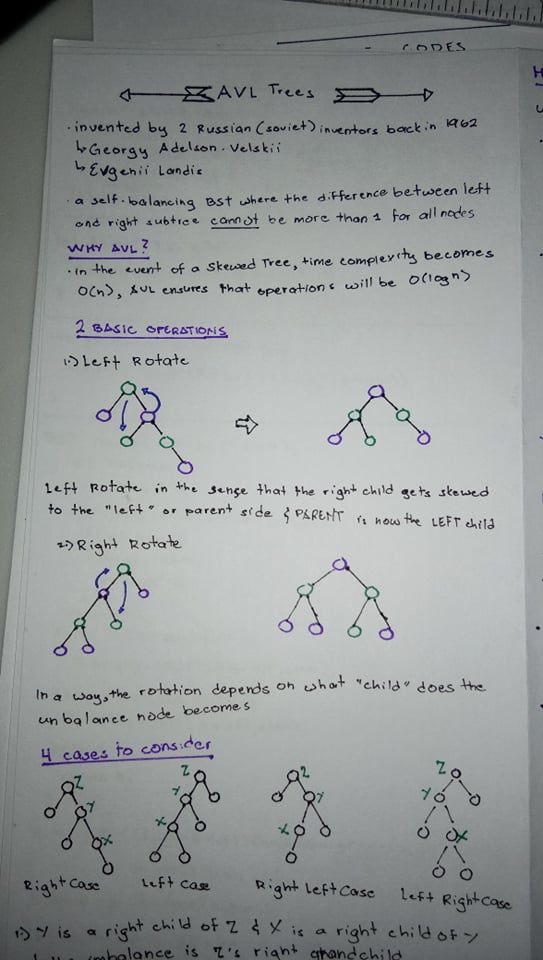 - CODES
AVL Trees
H
· invented by 2 Russian (soviet) inventors back in 1962
↳ Georgy Adelson-Velskii
↳ Evgenii Landis
· a self-balancing BST where the difference between left
and right subtree cannot be more than 1 for all nodes
WHY AVL?
· in the event of a skewed Tree, time complexity becomes
O(n), AVL ensures that operations will be O(log n)
2 BASIC OPERATIONS
1.) Left Rotate
Left Rotate in the sense that the right child gets skewed
to the "left" or parent side & PARENT is now the LEFT child
2.) Right Rotate
In a way, the rotation depends on what "child" does the
unbalance node becomes
4 cases to consider
Z Y X
Z Y X
Z Y X
Z Y X
Right Case Left Case Right Left Case Left Right Case
1.) Y is a right child of Z & X is a right child of Y
imbalance is Z's right grandchild